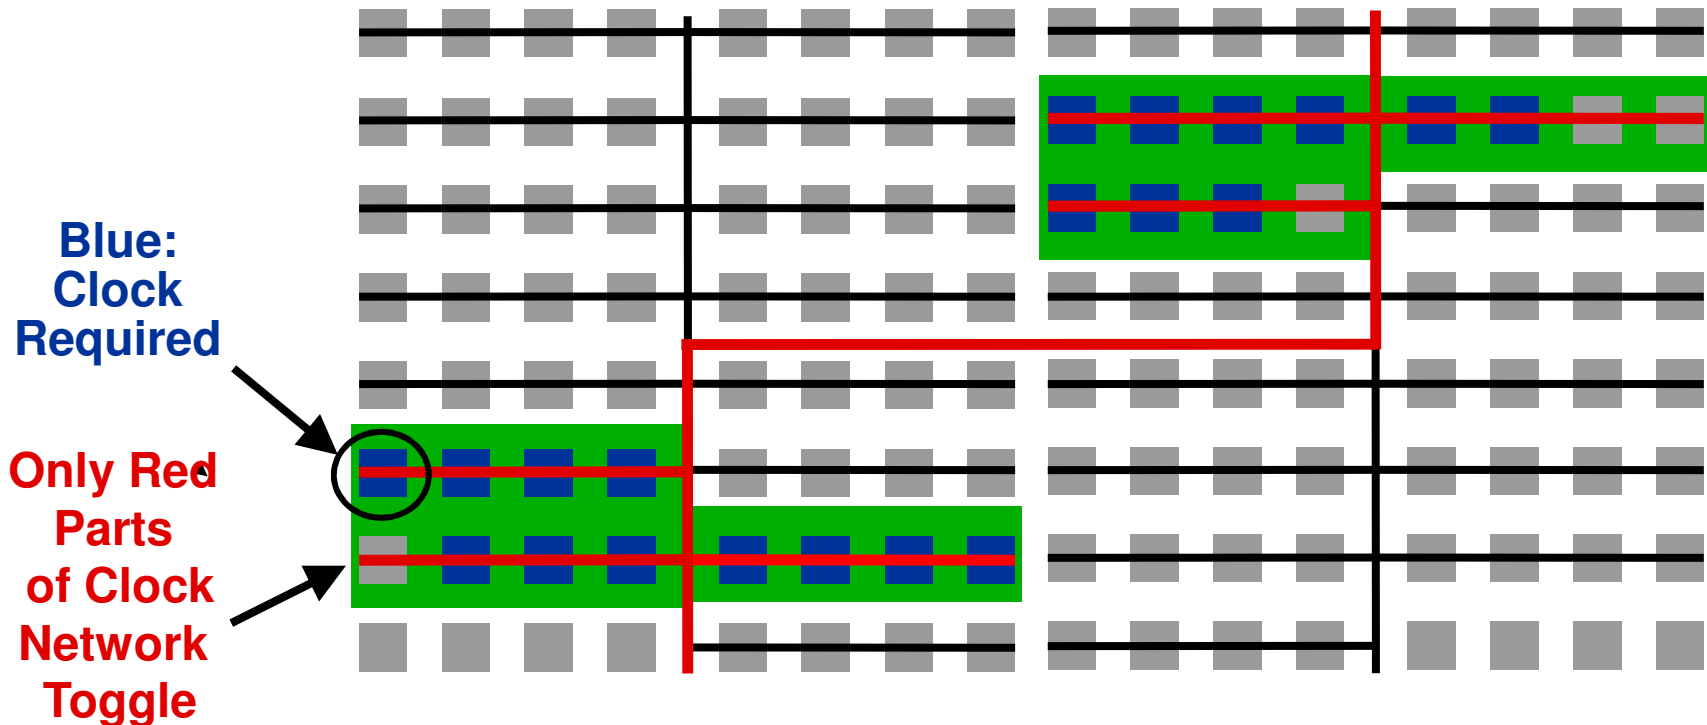 Blue:
Clock
Required
Only Red
Parts
of Clock
Network
Toggle